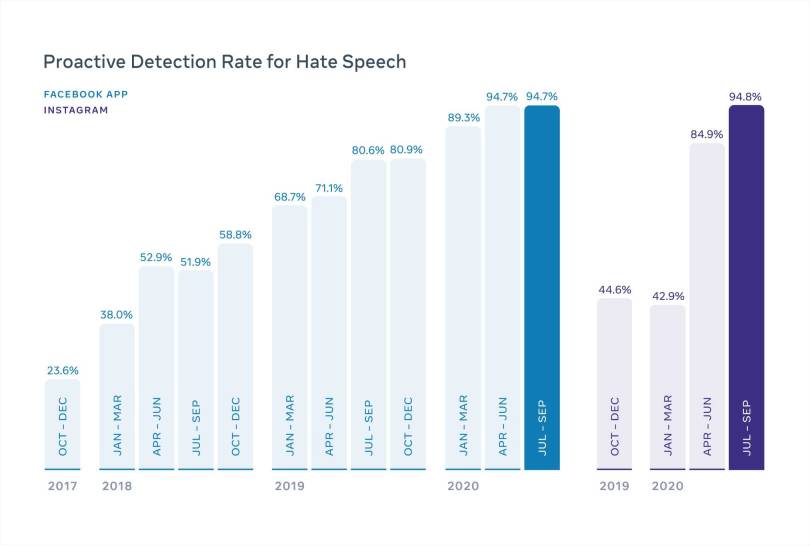 Proactive Detection Rate for Hate Speech
FACEBOOK APP
INSTAGRAM
23.6%
38.0%
52.9%
51.9%
58.8%
68.7%
71.1%
80.6%
80.9%
89.3%
94.7%
94.7%
44.6%
42.9%
84.9%
94.8%
OCT – DEC
JAN – MAR
APR – JUN
JUL – SEP
OCT – DEC
JAN – MAR
APR – JUN
JUL – SEP
OCT – DEC
JAN – MAR
APR – JUN
JUL – SEP
OCT – DEC
JAN – MAR
APR – JUN
JUL – SEP
2017
2018
2019
2020
2019
2020